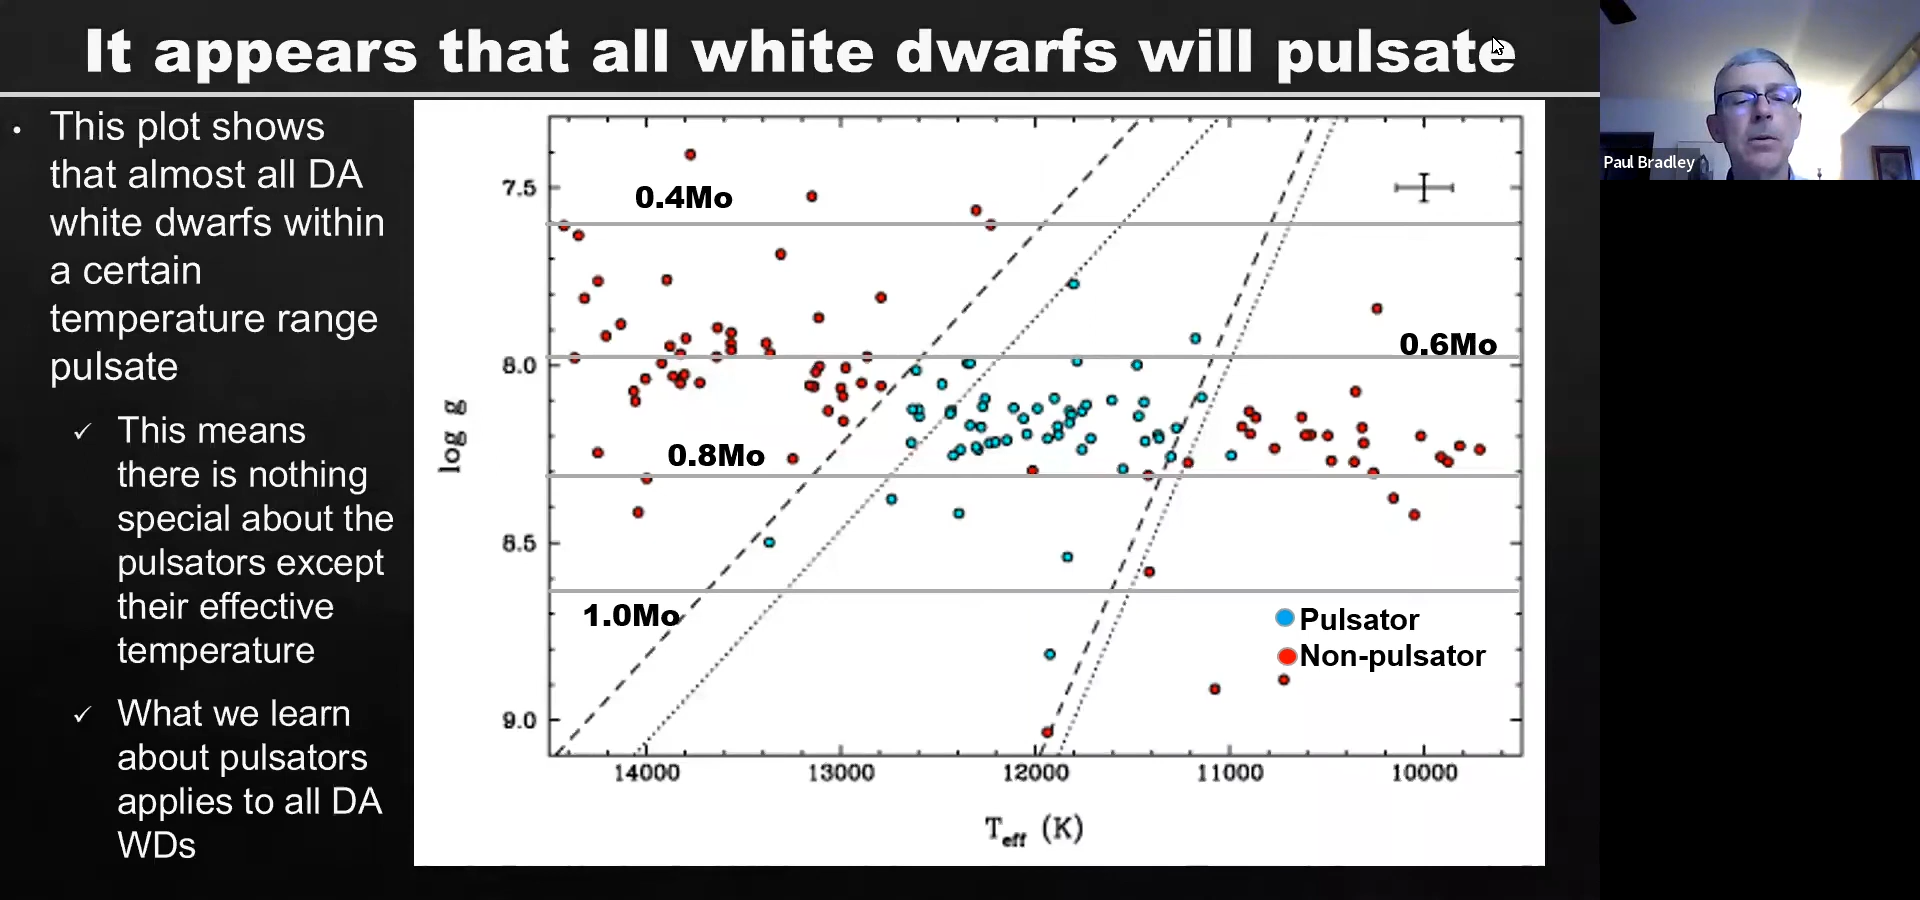 It appears that all white dwarfs will pulsate
• This plot shows
that almost all DA
white dwarfs within
a certain
temperature range
pulsate
✓ This means
there is nothing
special about the
pulsators except
their effective
temperature
✓ What we learn
about pulsators
applies to all DA
WDs
7.5
8.0
8.5
9.0
log g
0.4Mo
0.6Mo
0.8Mo
1.0Mo
Pulsator
Non-pulsator
14000 13000 12000 11000 10000
Teff (K)
Paul Bradley